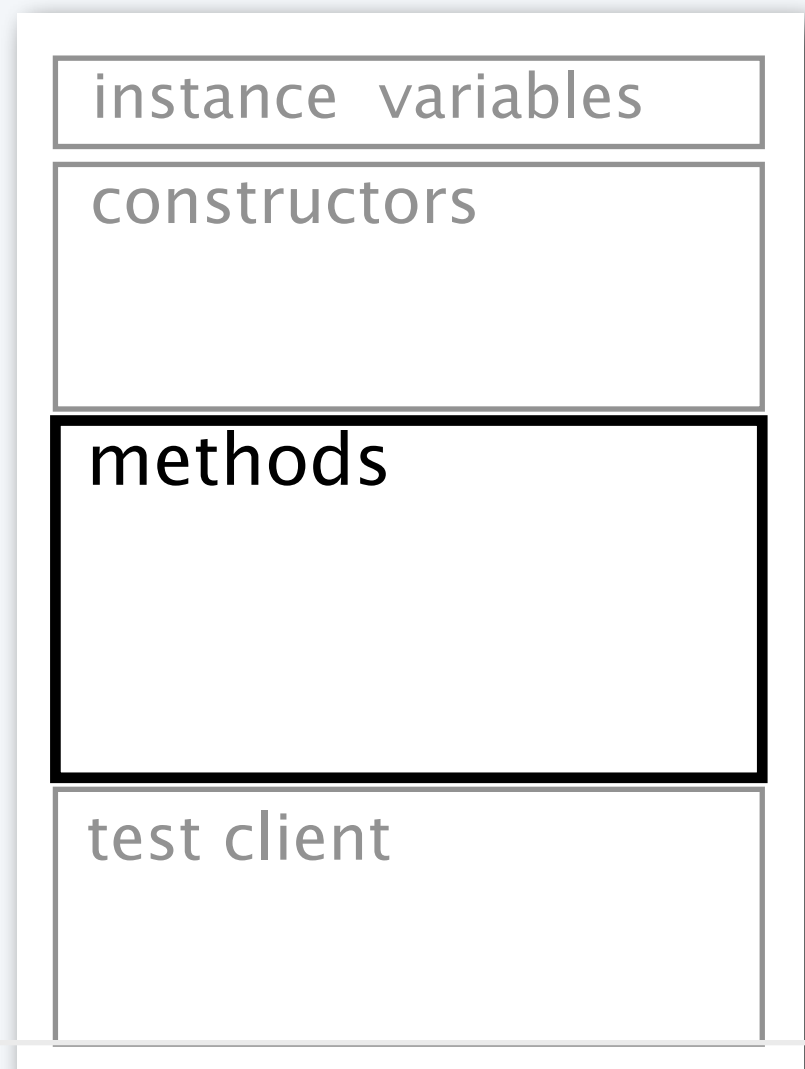 instance variables
constructors
methods
test client